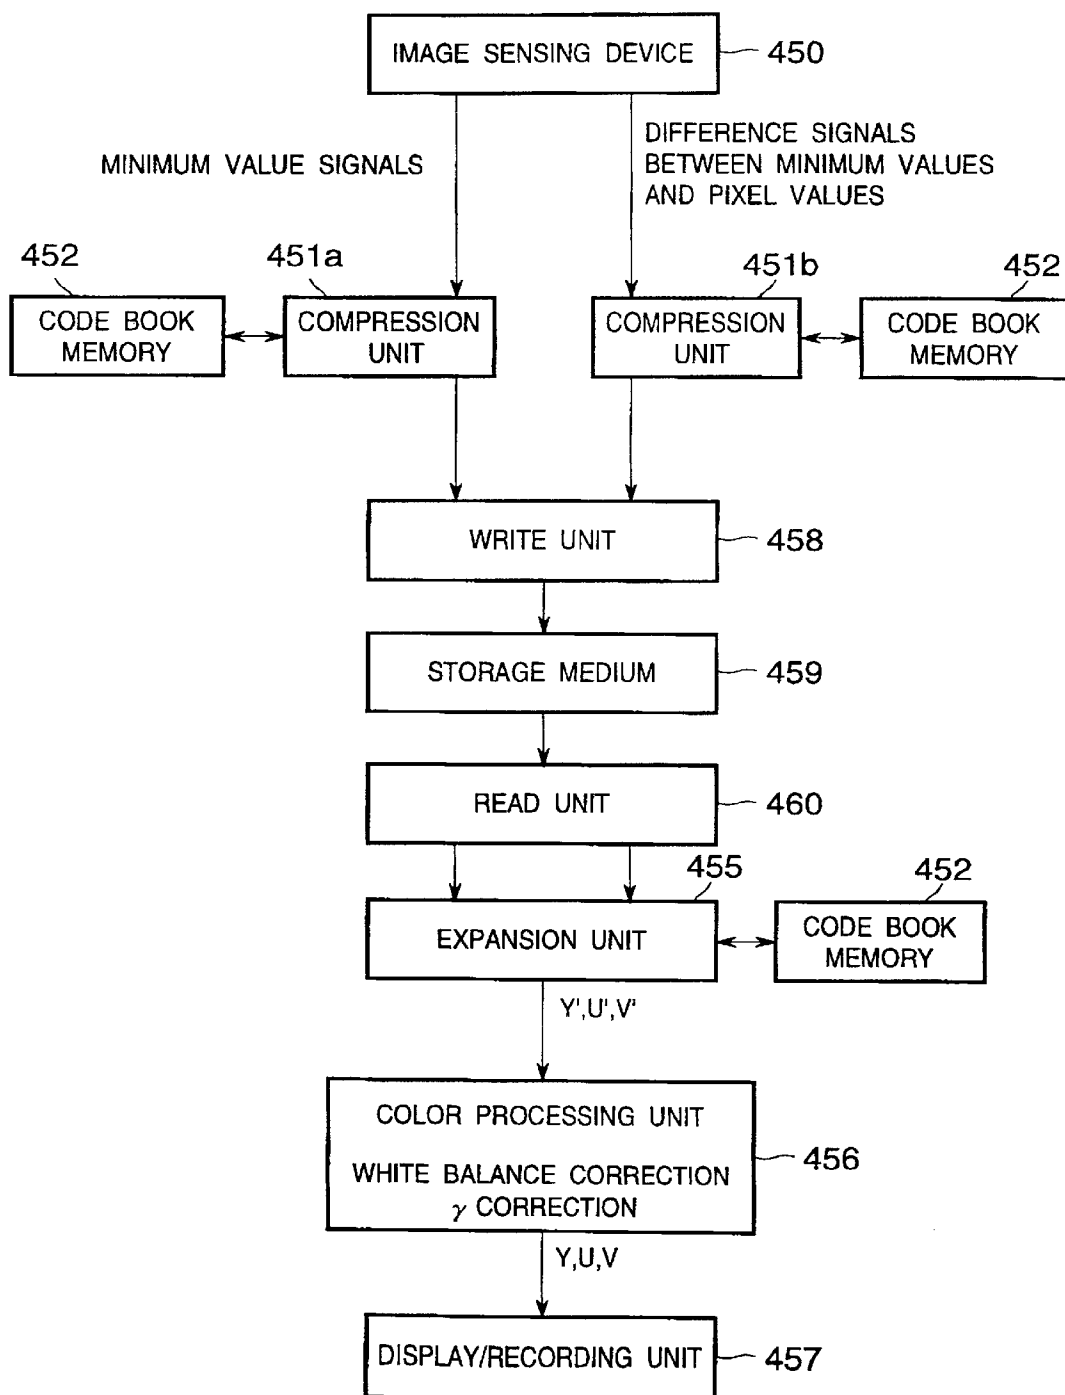 IMAGE SENSING DEVICE
450
MINIMUM VALUE SIGNALS
DIFFERENCE SIGNALS
BETWEEN MINIMUM VALUES
AND PIXEL VALUES
452
451a
451b
452
CODE BOOK
MEMORY
COMPRESSION
UNIT
COMPRESSION
UNIT
CODE BOOK
MEMORY
WRITE UNIT
458
STORAGE MEDIUM
459
READ UNIT
460
455
452
EXPANSION UNIT
CODE BOOK
MEMORY
Y',U',V'
COLOR PROCESSING UNIT
WHITE BALANCE CORRECTION
γ CORRECTION
456
Y,U,V
DISPLAY/RECORDING UNIT
457